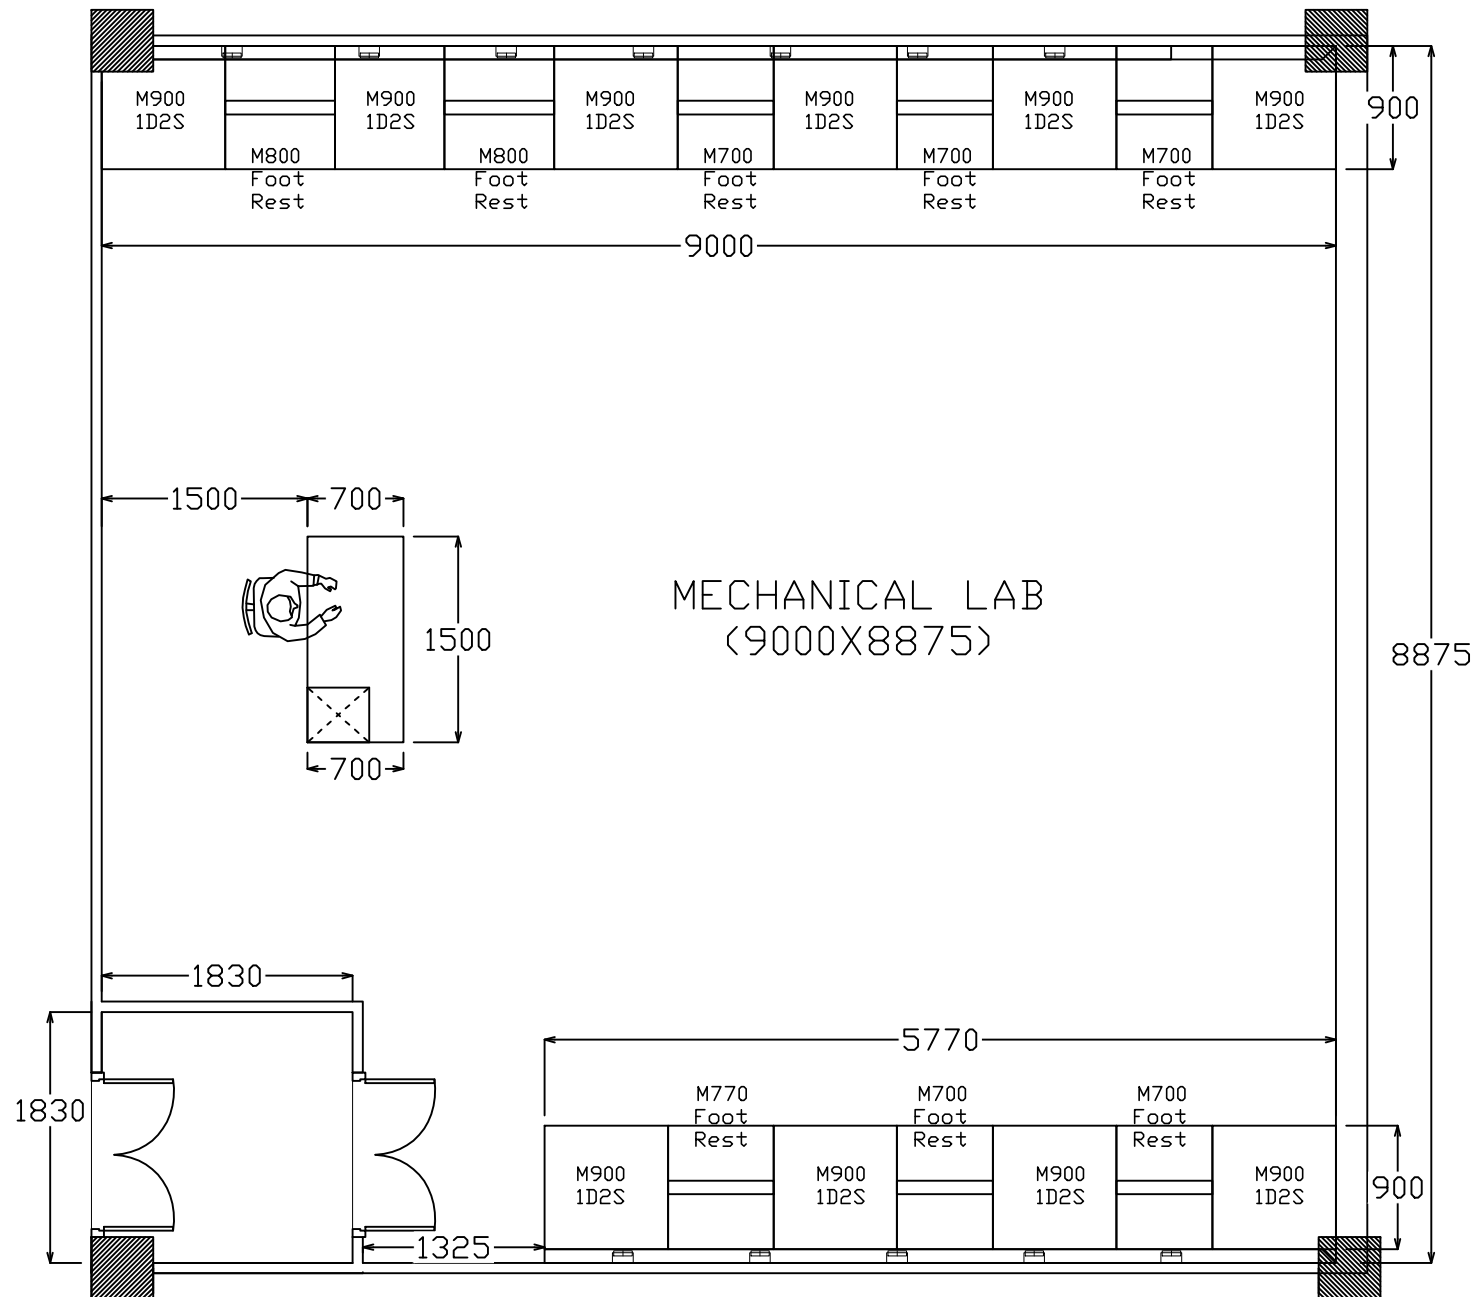 M900 M900 M900 M900 M900 M900
1D2S 1D2S 1D2S 1D2S 1D2S 1D2S
900
M800 M800 M700 M700 M700
Foot Foot Foot Foot Foot
Rest Rest Rest Rest Rest
9000
1500 700
MECHANICAL LAB
1500
(9000X8875)
8875
700
1830
5770
M770 M700 M700
1830
Foot Foot Foot
Rest Rest Rest
M900 M900 M900 M900
1D2S 1D2S 1D2S 1D2S
900
1325